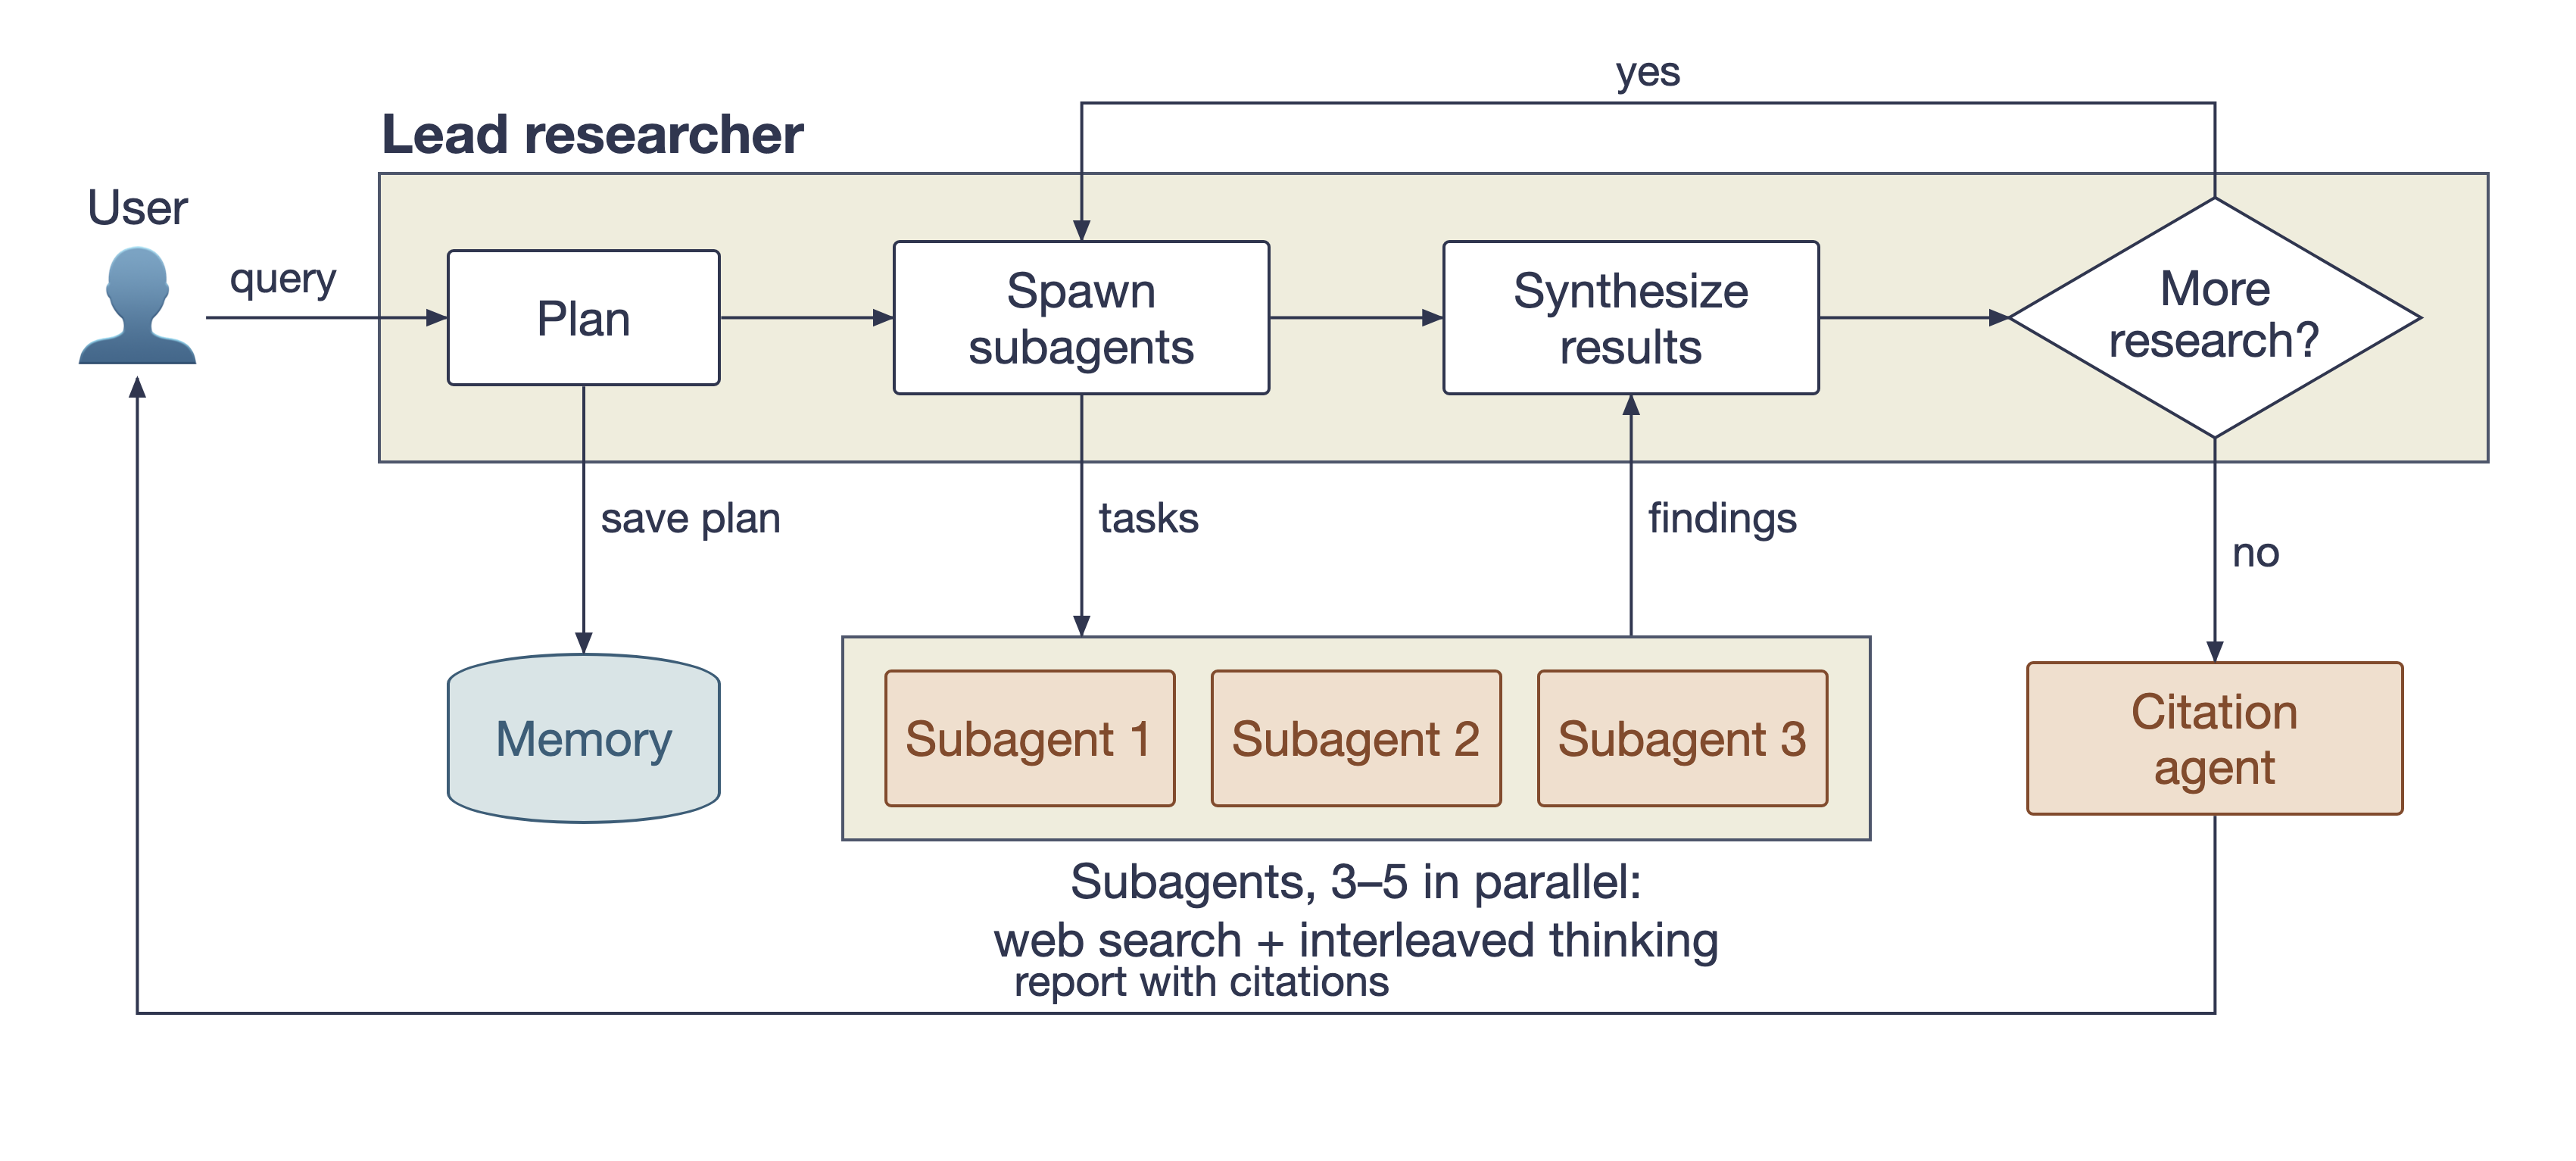 yes
Lead researcher
User
query
Plan
Spawn
subagents
Synthesize
results
More
research?
save plan
tasks
findings
no
Memory
Subagent 1
Subagent 2
Subagent 3
Citation
agent
Subagents, 3–5 in parallel:
web search + interleaved thinking
report with citations